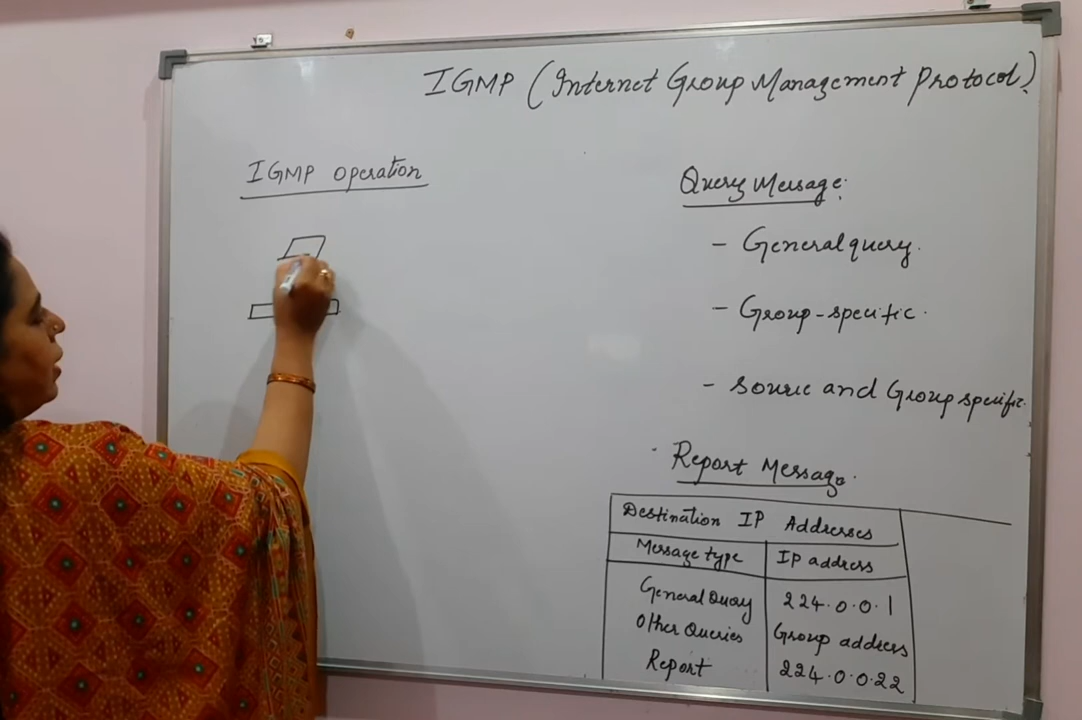 IGMP (Internet Group Management Protocol)
IGMP Operation
Query Message:
- General query.
- Group-specific.
- Source and Group specific.
Report Message.
Destination IP Addresses
Message type IP address
General Query 224.0.0.1
Other Queries Group address
Report 224.0.0.22